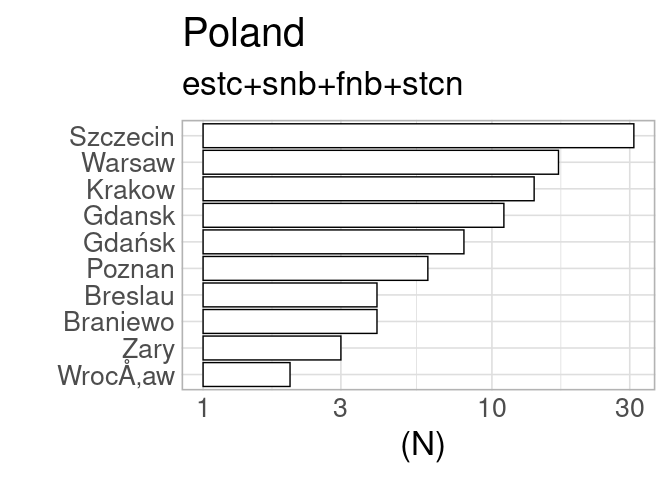 Poland
estc+snb+fnb+stcn
Szczecin
Warsaw
Krakow
Gdansk
Gdańsk
Poznan
Breslau
Braniewo
Zary
WrocÅ‚aw
1 3 10 30
(N)